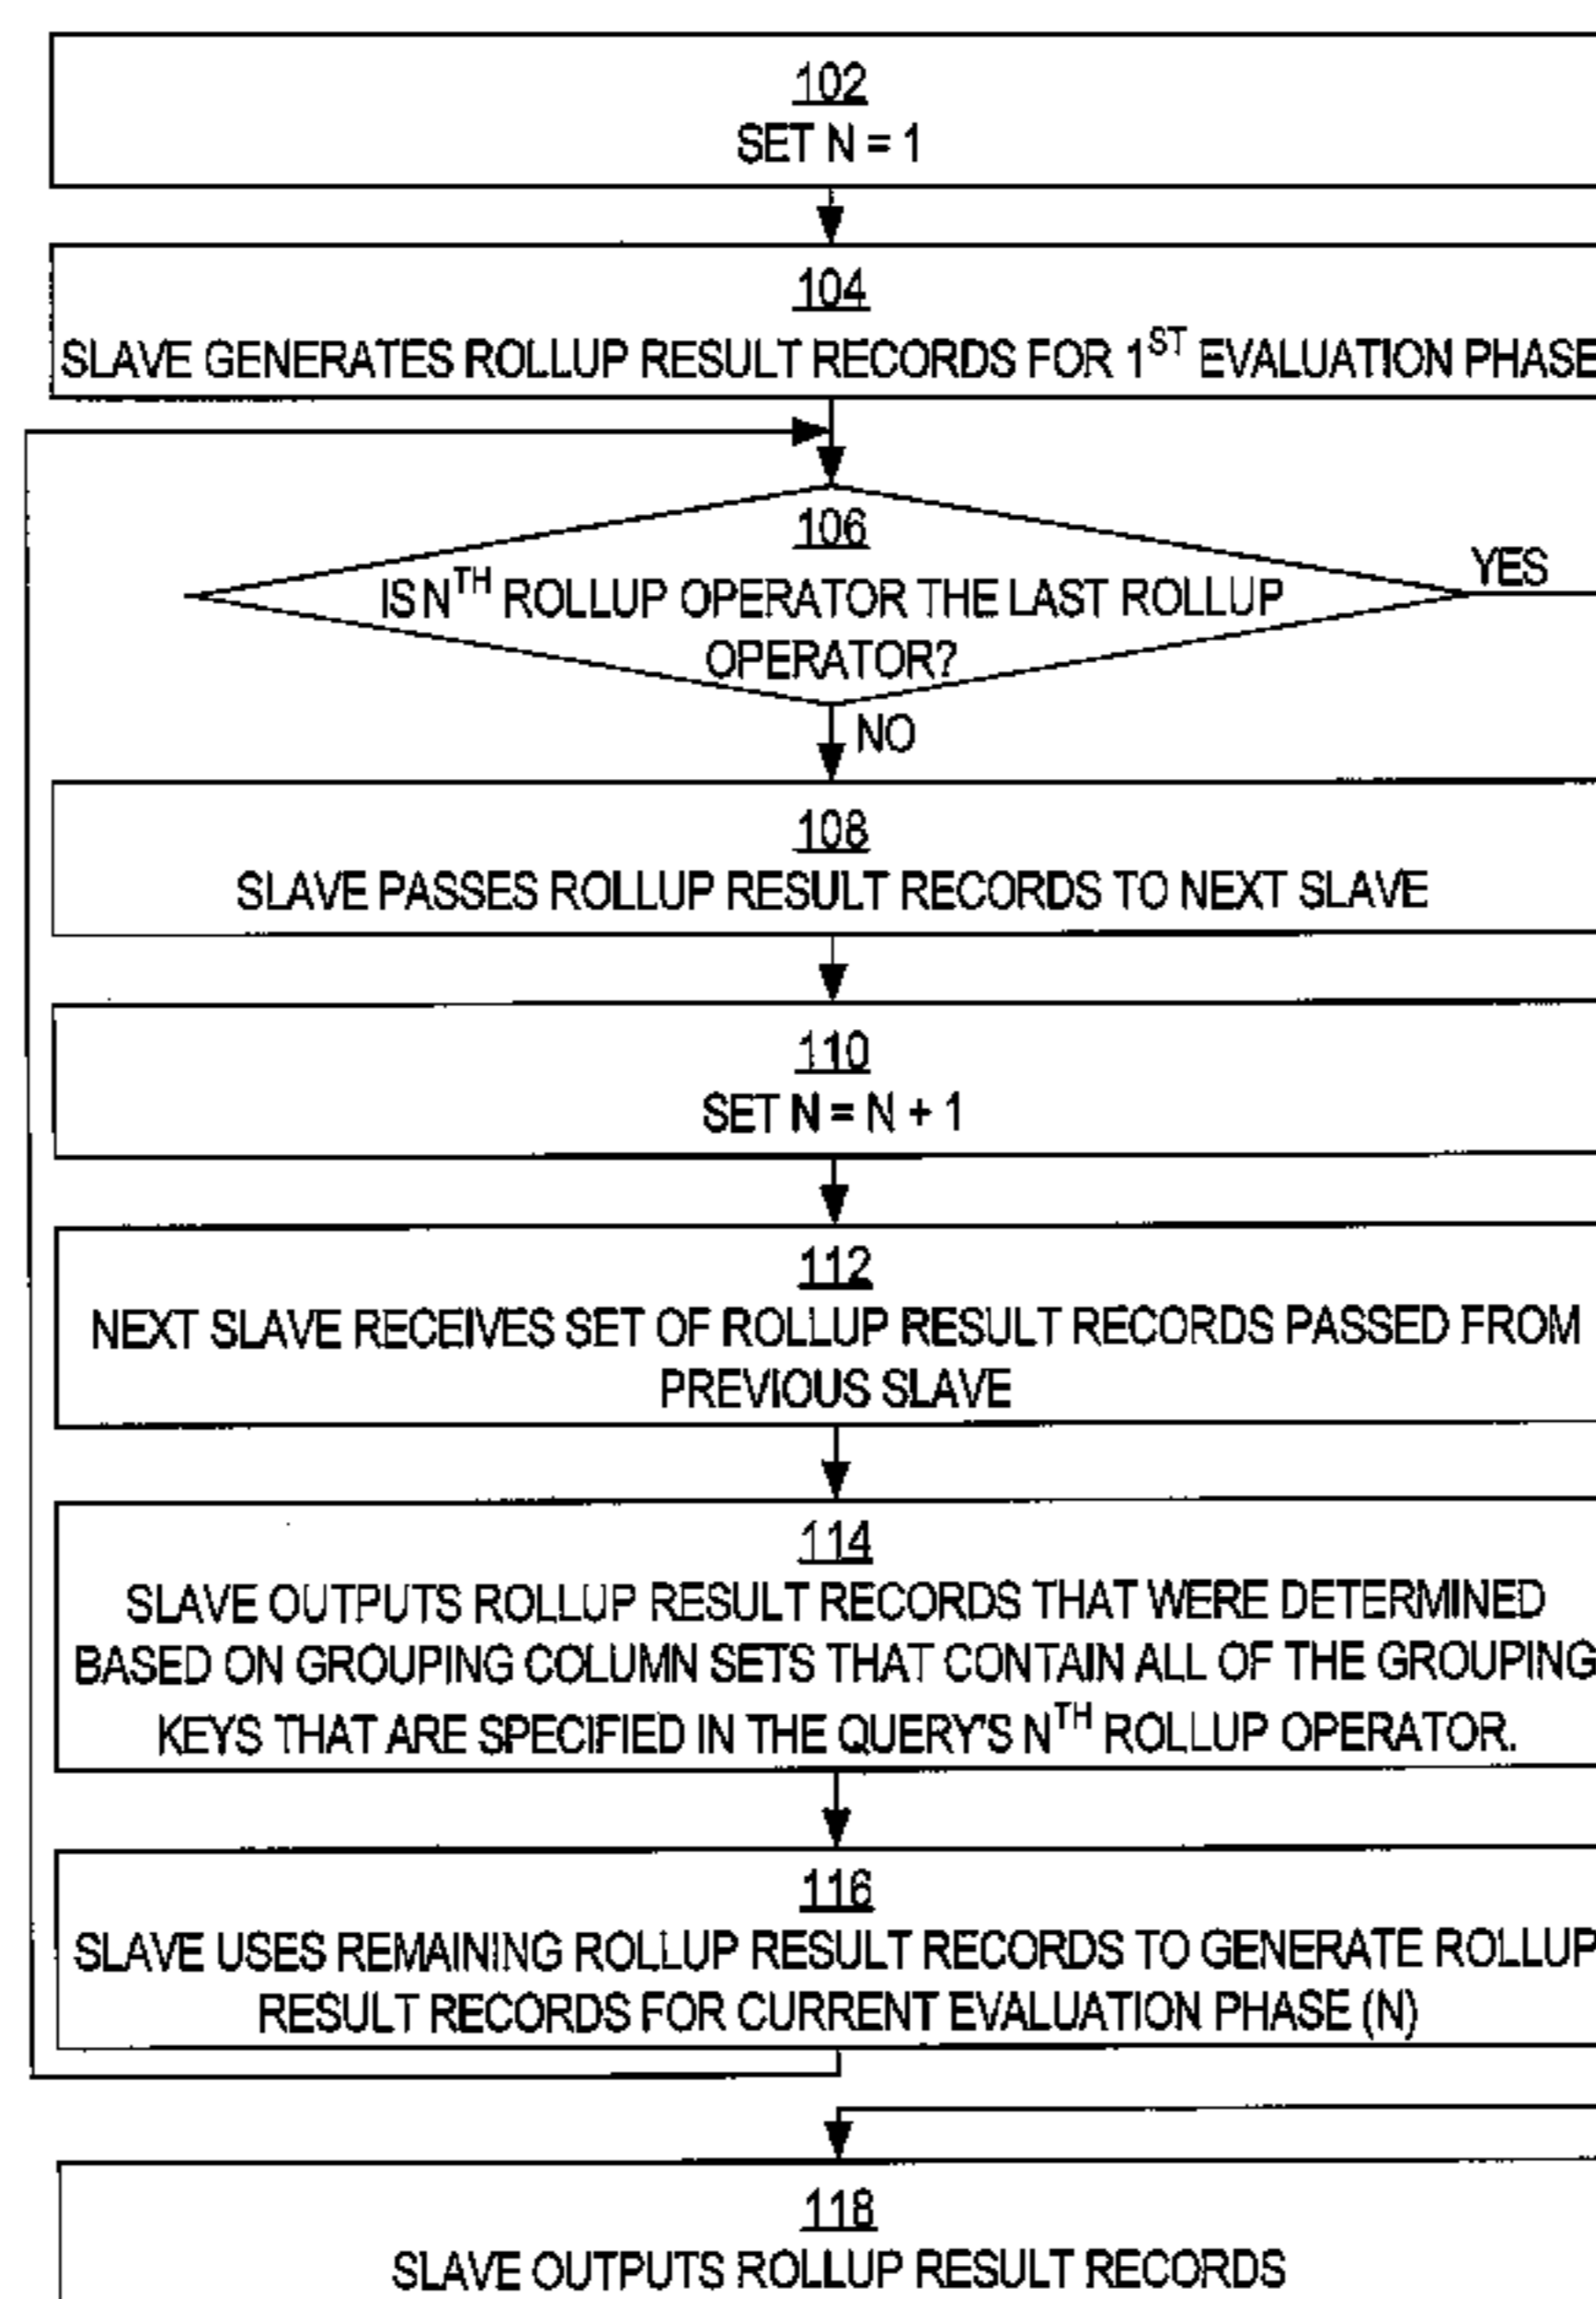 102
SET N = 1
104
SLAVE GENERATES ROLLUP RESULT RECORDS FOR 1ST EVALUATION PHASE
106
IS NTH ROLLUP OPERATOR THE LAST ROLLUP
OPERATOR?
YES
NO
108
SLAVE PASSES ROLLUP RESULT RECORDS TO NEXT SLAVE
110
SET N = N + 1
112
NEXT SLAVE RECEIVES SET OF ROLLUP RESULT RECORDS PASSED FROM
PREVIOUS SLAVE
114
SLAVE OUTPUTS ROLLUP RESULT RECORDS THAT WERE DETERMINED
BASED ON GROUPING COLUMN SETS THAT CONTAIN ALL OF THE GROUPING
KEYS THAT ARE SPECIFIED IN THE QUERY'S NTH ROLLUP OPERATOR.
116
SLAVE USES REMAINING ROLLUP RESULT RECORDS TO GENERATE ROLLUP
RESULT RECORDS FOR CURRENT EVALUATION PHASE (N)
118
SLAVE OUTPUTS ROLLUP RESULT RECORDS